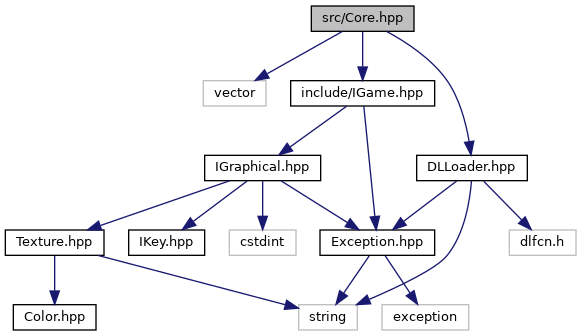 src/Core.hpp
vector
include/IGame.hpp
IGraphical.hpp
DLLoader.hpp
Texture.hpp
IKey.hpp
cstdint
Exception.hpp
dlfcn.h
Color.hpp
string
exception